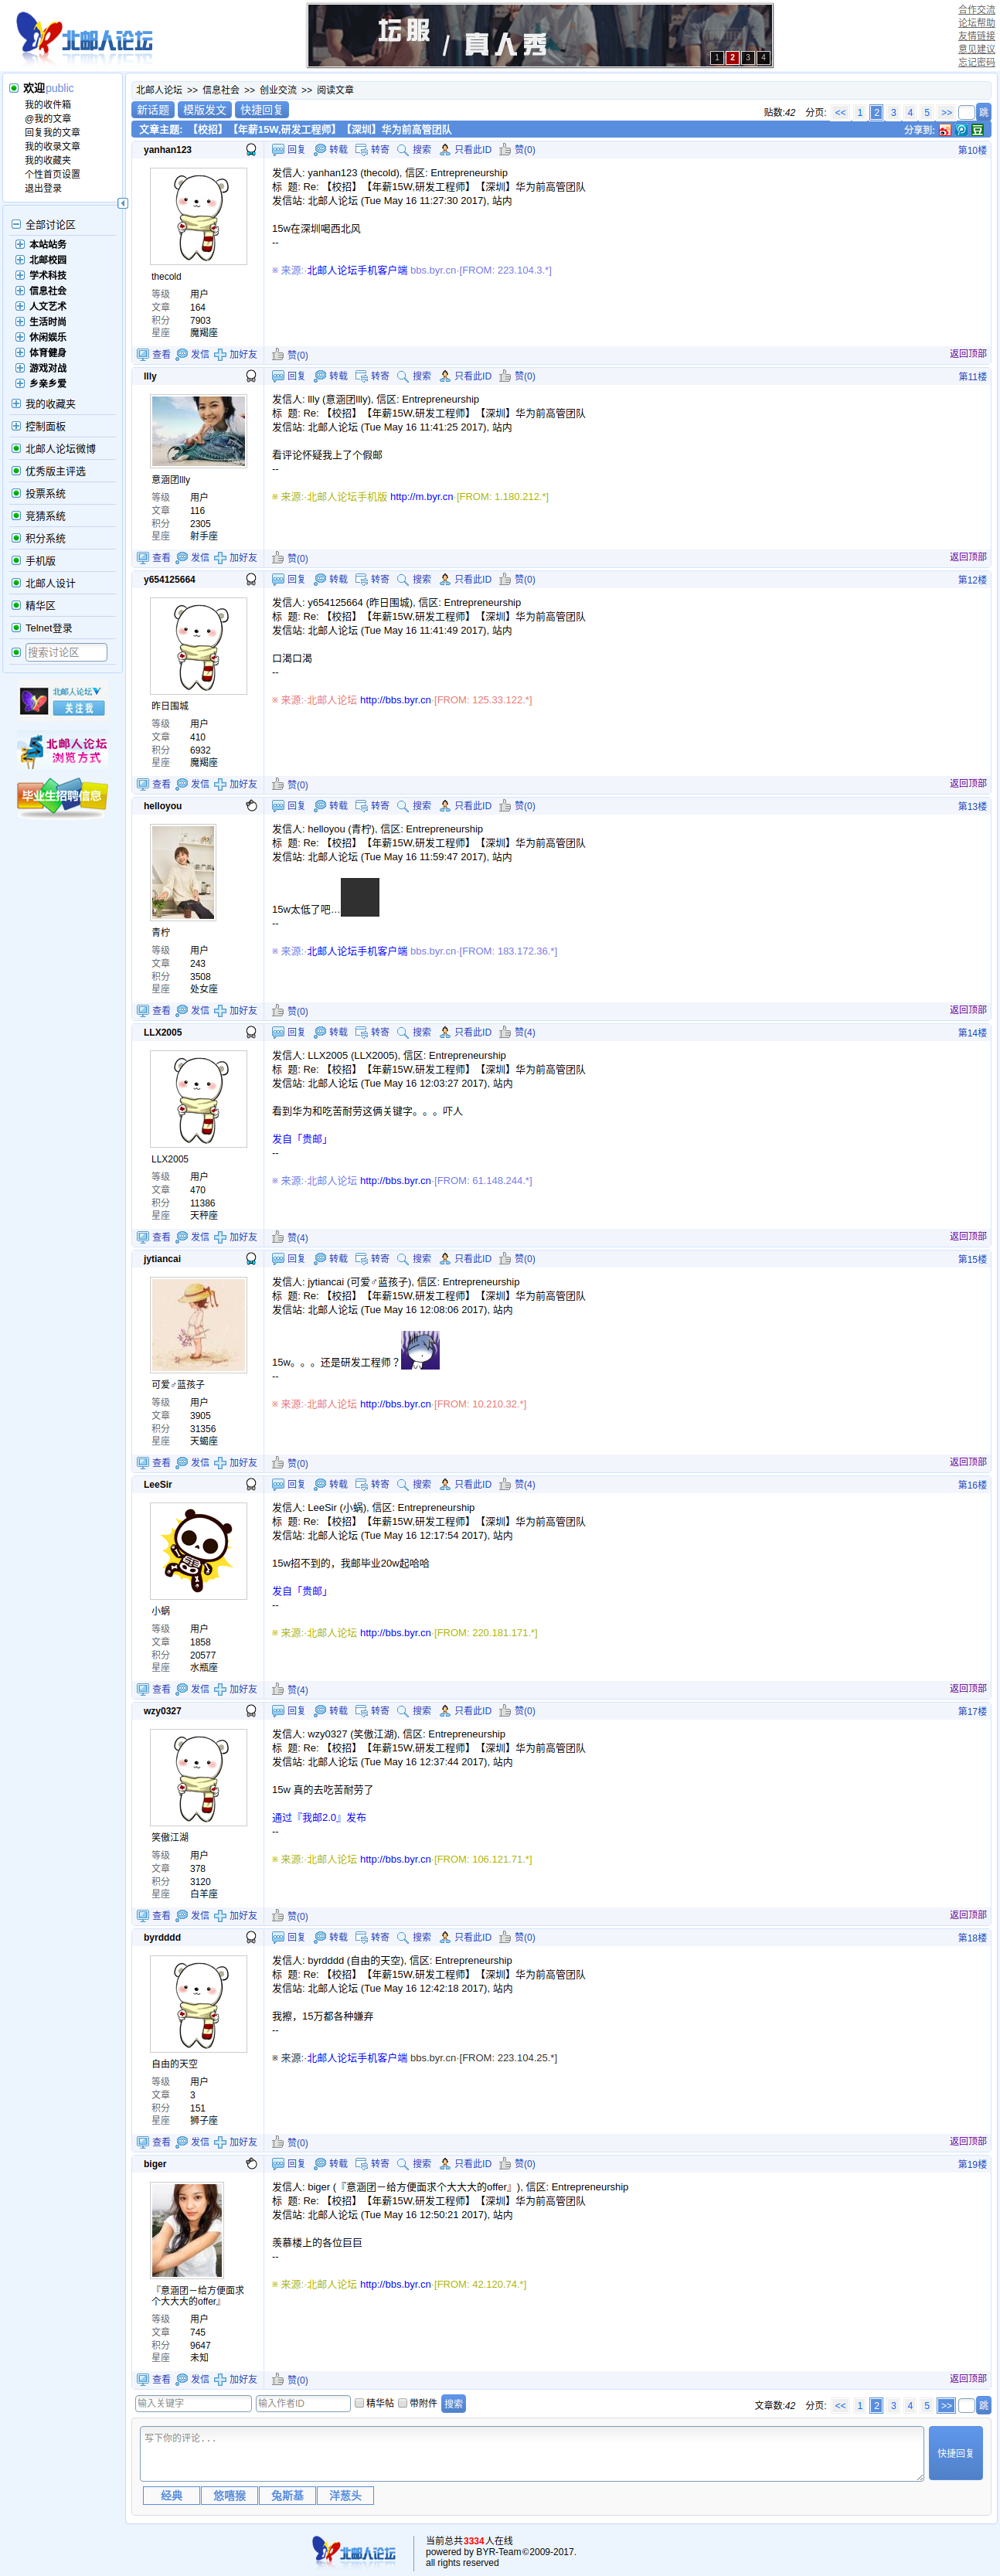 北邮人论坛
坛服 / 真人秀
1 2 3 4
合作交流
论坛帮助
友情链接
意见建议
忘记密码
欢迎public
我的收件箱
@我的文章
回复我的文章
我的收录文章
我的收藏夹
个性首页设置
退出登录
全部讨论区
本站站务
北邮校园
学术科技
信息社会
人文艺术
生活时尚
休闲娱乐
体育健身
游戏对战
乡亲乡爱
我的收藏夹
控制面板
北邮人论坛微博
优秀版主评选
投票系统
竞猜系统
积分系统
手机版
北邮人设计
精华区
Telnet登录
搜索讨论区
北邮人论坛
关注我
北邮人论坛
浏览方式
毕业生招聘信息
北邮人论坛 >> 信息社会 >> 创业交流 >> 阅读文章
新话题 模版发文 快捷回复
贴数:42 分页: << 1 2 3 4 5 >> 跳
文章主题: 【校招】【年薪15W,研发工程师】【深圳】华为前高管团队
分享到: 豆
yanhan123
回复 转载 转寄 搜索 只看此ID 赞(0) 第10楼
发信人: yanhan123 (thecold), 信区: Entrepreneurship
标 题: Re: 【校招】【年薪15W,研发工程师】【深圳】华为前高管团队
发信站: 北邮人论坛 (Tue May 16 11:27:30 2017), 站内
15w在深圳喝西北风
--
※ 来源:·北邮人论坛手机客户端 bbs.byr.cn·[FROM: 223.104.3.*]
thecold
等级 用户
文章 164
积分 7903
星座 魔羯座
查看 发信 加好友 赞(0) 返回顶部
llly
回复 转载 转寄 搜索 只看此ID 赞(0) 第11楼
发信人: llly (意涵团llly), 信区: Entrepreneurship
标 题: Re: 【校招】【年薪15W,研发工程师】【深圳】华为前高管团队
发信站: 北邮人论坛 (Tue May 16 11:41:25 2017), 站内
看评论怀疑我上了个假邮
--
※ 来源:·北邮人论坛手机版 http://m.byr.cn·[FROM: 1.180.212.*]
意涵团llly
等级 用户
文章 116
积分 2305
星座 射手座
查看 发信 加好友 赞(0) 返回顶部
y654125664
回复 转载 转寄 搜索 只看此ID 赞(0) 第12楼
发信人: y654125664 (昨日围城), 信区: Entrepreneurship
标 题: Re: 【校招】【年薪15W,研发工程师】【深圳】华为前高管团队
发信站: 北邮人论坛 (Tue May 16 11:41:49 2017), 站内
口渴口渴
--
※ 来源:·北邮人论坛 http://bbs.byr.cn·[FROM: 125.33.122.*]
昨日围城
等级 用户
文章 410
积分 6932
星座 魔羯座
查看 发信 加好友 赞(0) 返回顶部
helloyou
回复 转载 转寄 搜索 只看此ID 赞(0) 第13楼
发信人: helloyou (青柠), 信区: Entrepreneurship
标 题: Re: 【校招】【年薪15W,研发工程师】【深圳】华为前高管团队
发信站: 北邮人论坛 (Tue May 16 11:59:47 2017), 站内
15w太低了吧…
--
※ 来源:·北邮人论坛手机客户端 bbs.byr.cn·[FROM: 183.172.36.*]
青柠
等级 用户
文章 243
积分 3508
星座 处女座
查看 发信 加好友 赞(0) 返回顶部
LLX2005
回复 转载 转寄 搜索 只看此ID 赞(4) 第14楼
发信人: LLX2005 (LLX2005), 信区: Entrepreneurship
标 题: Re: 【校招】【年薪15W,研发工程师】【深圳】华为前高管团队
发信站: 北邮人论坛 (Tue May 16 12:03:27 2017), 站内
看到华为和吃苦耐劳这俩关键字。。。吓人
发自「贵邮」
--
※ 来源:·北邮人论坛 http://bbs.byr.cn·[FROM: 61.148.244.*]
LLX2005
等级 用户
文章 470
积分 11386
星座 天秤座
查看 发信 加好友 赞(4) 返回顶部
jytiancai
回复 转载 转寄 搜索 只看此ID 赞(0) 第15楼
发信人: jytiancai (可爱♂蓝孩子), 信区: Entrepreneurship
标 题: Re: 【校招】【年薪15W,研发工程师】【深圳】华为前高管团队
发信站: 北邮人论坛 (Tue May 16 12:08:06 2017), 站内
15w。。。还是研发工程师？
--
※ 来源:·北邮人论坛 http://bbs.byr.cn·[FROM: 10.210.32.*]
可爱♂蓝孩子
等级 用户
文章 3905
积分 31356
星座 天蝎座
查看 发信 加好友 赞(0) 返回顶部
LeeSir
回复 转载 转寄 搜索 只看此ID 赞(4) 第16楼
发信人: LeeSir (小蜗), 信区: Entrepreneurship
标 题: Re: 【校招】【年薪15W,研发工程师】【深圳】华为前高管团队
发信站: 北邮人论坛 (Tue May 16 12:17:54 2017), 站内
15w招不到的，我邮毕业20w起哈哈
发自「贵邮」
--
※ 来源:·北邮人论坛 http://bbs.byr.cn·[FROM: 220.181.171.*]
小蜗
等级 用户
文章 1858
积分 20577
星座 水瓶座
查看 发信 加好友 赞(4) 返回顶部
wzy0327
回复 转载 转寄 搜索 只看此ID 赞(0) 第17楼
发信人: wzy0327 (笑傲江湖), 信区: Entrepreneurship
标 题: Re: 【校招】【年薪15W,研发工程师】【深圳】华为前高管团队
发信站: 北邮人论坛 (Tue May 16 12:37:44 2017), 站内
15w 真的去吃苦耐劳了
通过『我邮2.0』发布
--
※ 来源:·北邮人论坛 http://bbs.byr.cn·[FROM: 106.121.71.*]
笑傲江湖
等级 用户
文章 378
积分 3120
星座 白羊座
查看 发信 加好友 赞(0) 返回顶部
byrdddd
回复 转载 转寄 搜索 只看此ID 赞(0) 第18楼
发信人: byrdddd (自由的天空), 信区: Entrepreneurship
标 题: Re: 【校招】【年薪15W,研发工程师】【深圳】华为前高管团队
发信站: 北邮人论坛 (Tue May 16 12:42:18 2017), 站内
我擦，15万都各种嫌弃
--
※ 来源:·北邮人论坛手机客户端 bbs.byr.cn·[FROM: 223.104.25.*]
自由的天空
等级 用户
文章 3
积分 151
星座 狮子座
查看 发信 加好友 赞(0) 返回顶部
biger
回复 转载 转寄 搜索 只看此ID 赞(0) 第19楼
发信人: biger (『意涵团－给方便面求个大大大的offer』), 信区: Entrepreneurship
标 题: Re: 【校招】【年薪15W,研发工程师】【深圳】华为前高管团队
发信站: 北邮人论坛 (Tue May 16 12:50:21 2017), 站内
羡慕楼上的各位巨巨
--
※ 来源:·北邮人论坛 http://bbs.byr.cn·[FROM: 42.120.74.*]
『意涵团－给方便面求
个大大大的offer』
等级 用户
文章 745
积分 9647
星座 未知
查看 发信 加好友 赞(0) 返回顶部
输入关键字 输入作者ID 精华帖 带附件 搜索
文章数:42 分页: << 1 2 3 4 5 >> 跳
写下你的评论...
快捷回复
经典 悠嘻猴 兔斯基 洋葱头
北邮人论坛
当前总共3334人在线
powered by BYR-Team©2009-2017.
all rights reserved